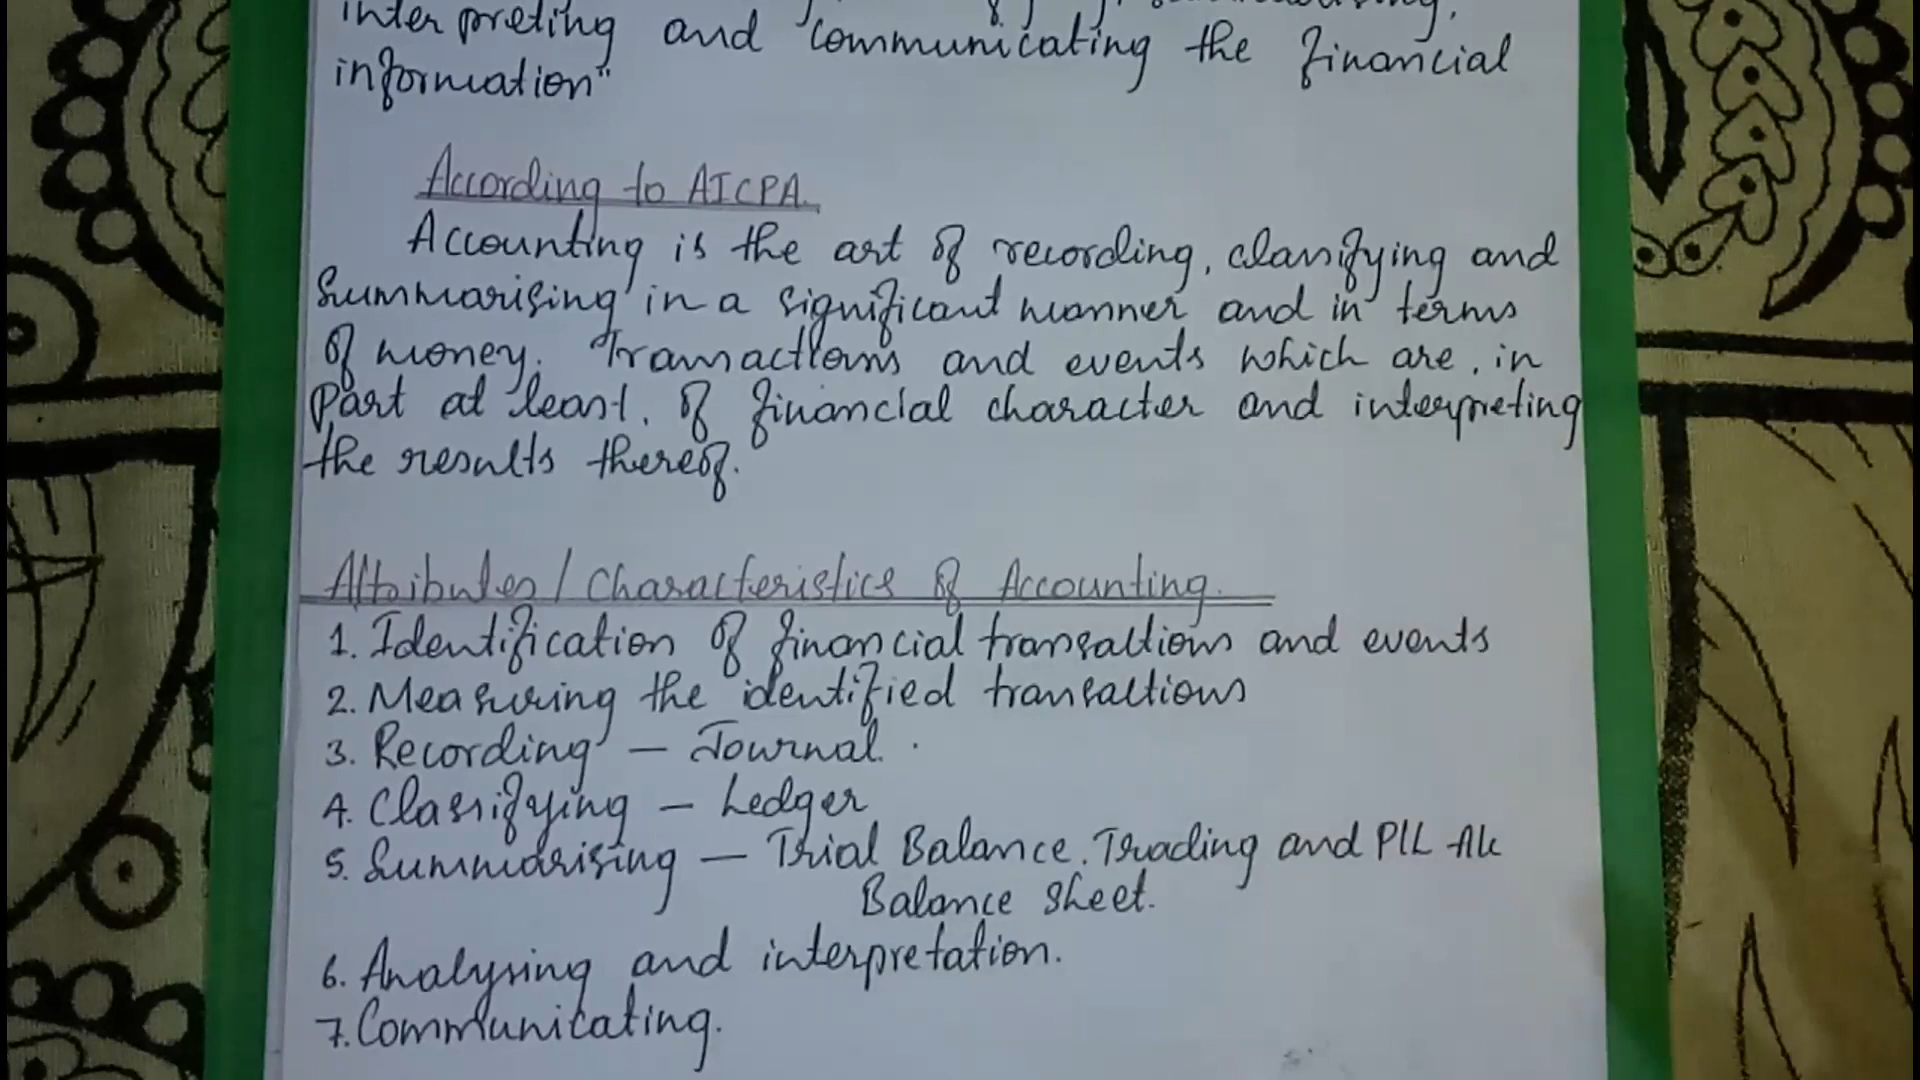 interpreting and communicating the financial
information"
According to AICPA.
Accounting is the art of recording, classifying and
Summarising in a significant manner and in terms
of money. Transactions and events which are, in
part at least, of financial character and interpreting
the results thereof.
Attributes/Characteristics of Accounting.
1. Identification of financial transactions and events
2. Measuring the identified transactions
3. Recording – Journal.
4. Classifying – Ledger
5. Summarising – Trial Balance, Trading and P/L A/c
Balance Sheet.
6. Analysing and interpretation.
7. Communicating.